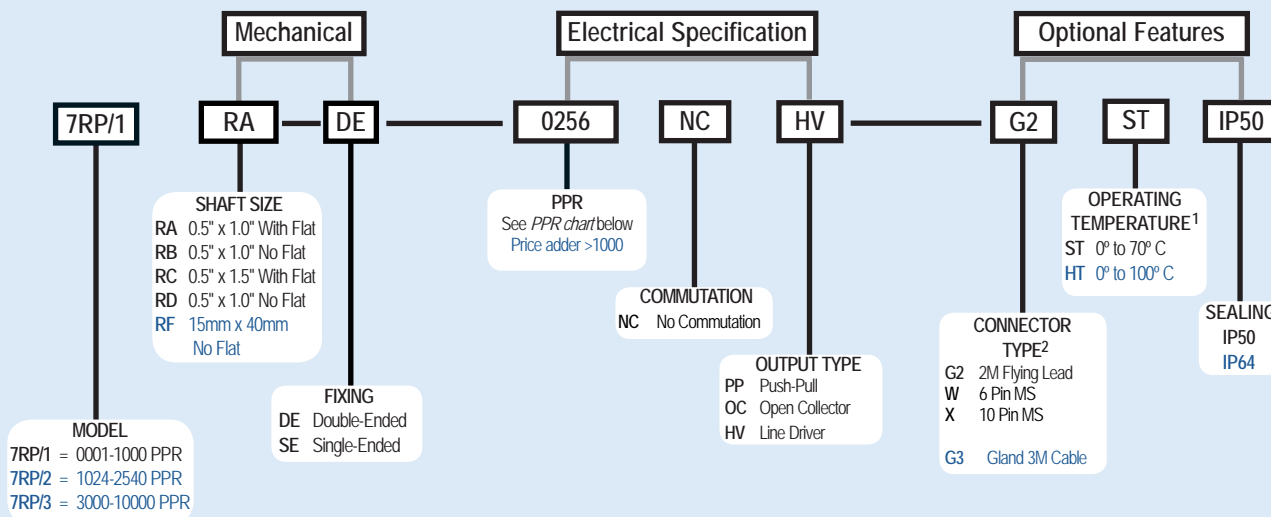 Mechanical
Electrical Specification
Optional Features
7RP/1
RA
DE
0256
NC
HV
G2
ST
IP50
SHAFT SIZE
RA 0.5" x 1.0" With Flat
RB 0.5" x 1.0" No Flat
RC 0.5" x 1.5" With Flat
RD 0.5" x 1.0" No Flat
RF 15mm x 40mm
No Flat
PPR
See PPR chart below
Price adder >1000
OPERATING
TEMPERATURE1
ST 0º to 70º C
HT 0º to 100º C
COMMUTATION
NC No Commutation
SEALING
IP50
IP64
CONNECTOR
TYPE2
G2 2M Flying Lead
W 6 Pin MS
X 10 Pin MS
G3 Gland 3M Cable
OUTPUT TYPE
PP Push-Pull
OC Open Collector
HV Line Driver
FIXING
DE Double-Ended
SE Single-Ended
MODEL
7RP/1 = 0001-1000 PPR
7RP/2 = 1024-2540 PPR
7RP/3 = 3000-10000 PPR